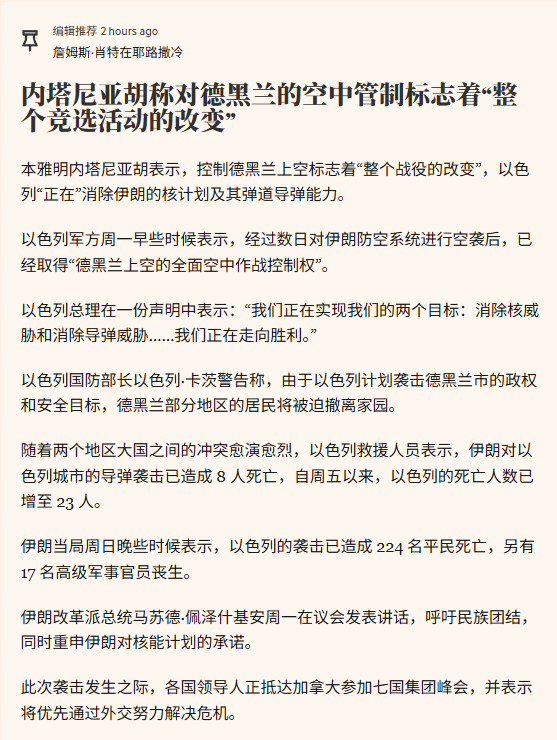 编辑推荐 2 hours ago
詹姆斯·肖特在耶路撒冷
内塔尼亚胡称对德黑兰的空中管制标志着“整
个竞选活动的改变”
本雅明内塔尼亚胡表示，控制德黑兰上空标志着“整个战役的改变”，以色
列“正在”消除伊朗的核计划及其弹道导弹能力。
以色列军方周一早些时候表示，经过数日对伊朗防空系统进行空袭后，已
经取得“德黑兰上空的全面空中作战控制权”。
以色列总理在一份声明中表示：“我们正在实现我们的两个目标：消除核威
胁和消除导弹威胁……我们正在走向胜利。”
以色列国防部长以色列·卡茨警告称，由于以色列计划袭击德黑兰市的政权
和安全目标，德黑兰部分地区的居民将被迫撤离家园。
随着两个地区大国之间的冲突愈演愈烈，以色列救援人员表示，伊朗对以
色列城市的导弹袭击已造成 8 人死亡，自周五以来，以色列的死亡人数已
增至 23 人。
伊朗当局周日晚些时候表示，以色列的袭击已造成 224 名平民死亡，另有
17 名高级军事官员丧生。
伊朗改革派总统马苏德·佩泽什基安周一在议会发表讲话，呼吁民族团结，
同时重申伊朗对核能计划的承诺。
此次袭击发生之际，各国领导人正抵达加拿大参加七国集团峰会，并表示
将优先通过外交努力解决危机。